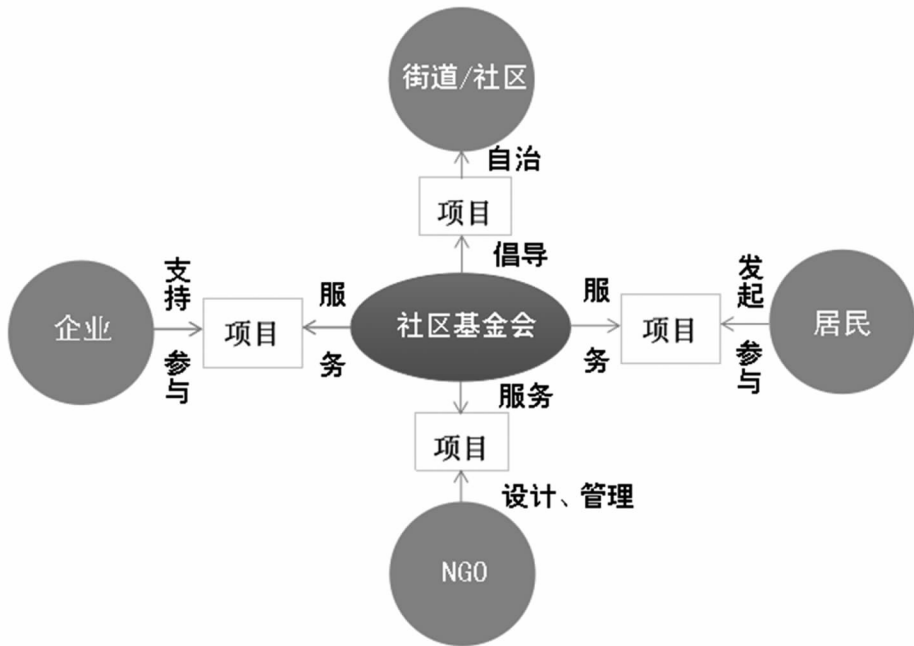 街道/社区
自治
项目
倡导
支持
参与
企业
项目
服务
社区基金会
服务
项目
发起
参与
居民
服务
项目
设计、管理
NGO